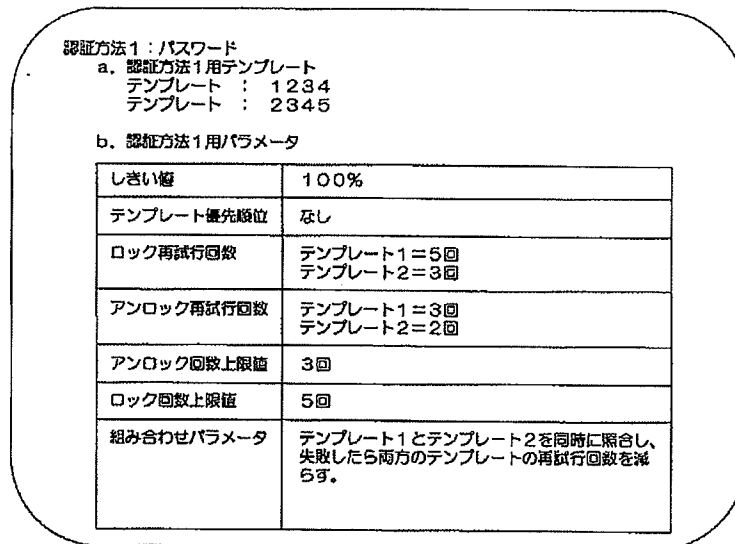 認証方法1:パスワード
a. 認証方法1用テンプレート
テンプレート : 1234
テンプレート : 2345
b. 認証方法1用パラメータ
しきい値 100%
テンプレート優先順位 なし
ロック再試行回数 テンプレート1=5回
テンプレート2=3回
アンロック再試行回数 テンプレート1=3回
テンプレート2=2回
アンロック回数上限値 3回
ロック回数上限値 5回
組み合わせパラメータ テンプレート1とテンプレート2を同時に照合し、
失敗したら両方のテンプレートの再試行回数を減
らす。